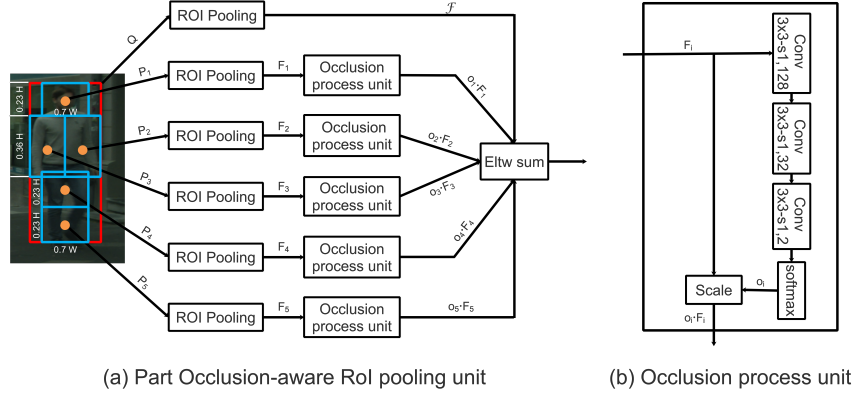 Q
ROI Pooling
ℱ
P1
ROI Pooling
F1
Occlusion
process unit
o1·F1
P2
ROI Pooling
F2
Occlusion
process unit
o2·F2
P3
ROI Pooling
F3
Occlusion
process unit
o3·F3
P4
ROI Pooling
F4
Occlusion
process unit
o4·F4
P5
ROI Pooling
F5
Occlusion
process unit
o5·F5
Eltw sum
0.23 H
0.7 W
0.36 H
0.23 H
0.23 H
0.7 W
(a) Part Occlusion-aware RoI pooling unit
Fi
Conv
3x3-s1,128
Conv
3x3-s1,32
Conv
3x3-s1,2
softmax
oi
Scale
oi·Fi
(b) Occlusion process unit